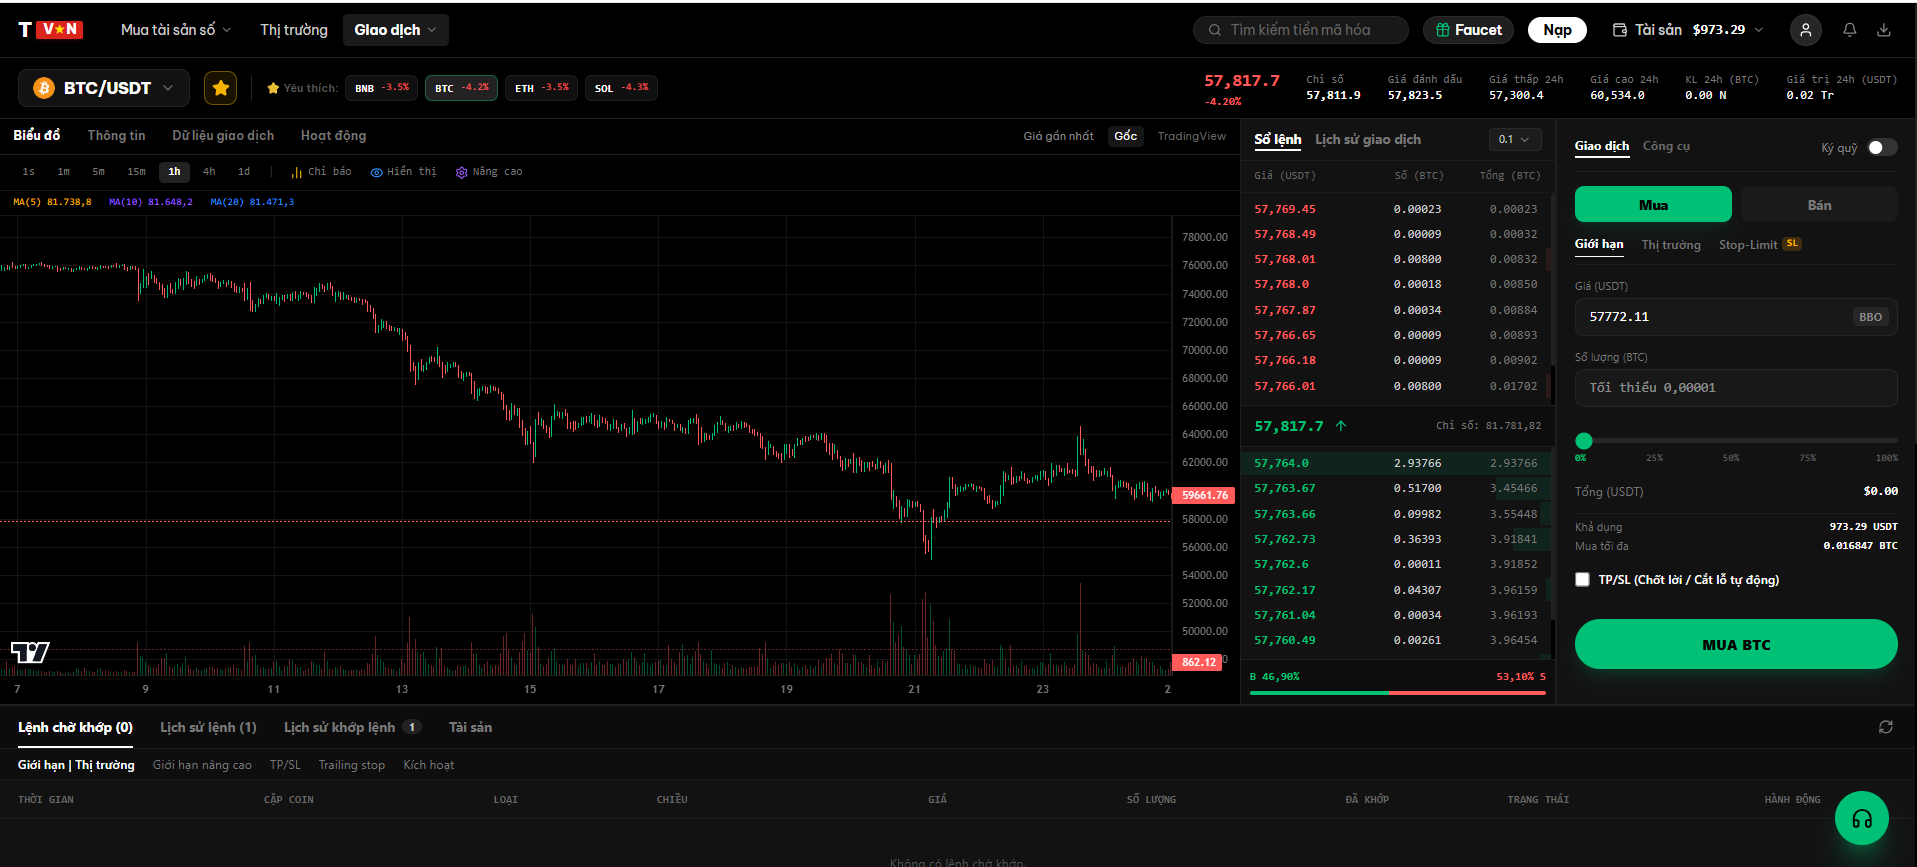 T V★N
Mua tài sản số
Thị trường
Giao dịch
Tìm kiếm tiền mã hóa
Faucet
Nạp
Tài sản $973.29
BTC/USDT
Yêu thích:
BNB -3.5%
BTC -4.2%
ETH -3.5%
SOL -4.3%
57,817.7
-4.20%
Chỉ số
57,811.9
Giá đánh dấu
57,823.5
Giá thấp 24h
57,300.4
Giá cao 24h
60,534.0
KL 24h (BTC)
0.00 N
Giá trị 24h (USDT)
0.02 Tr
Biểu đồ
Thông tin
Dữ liệu giao dịch
Hoạt động
Giá gần nhất
Gốc
TradingView
1s 1m 5m 15m 1h 4h 1d
Chỉ báo
Hiển thị
Nâng cao
MA(5) 81.738,8 MA(10) 81.648,2 MA(20) 81.471,3
78000.00
76000.00
74000.00
72000.00
70000.00
68000.00
66000.00
64000.00
62000.00
59661.76
58000.00
56000.00
54000.00
52000.00
50000.00
862.12
7 9 11 13 15 17 19 21 23 2
Sổ lệnh
Lịch sử giao dịch
0.1
Giá (USDT) Số (BTC) Tổng (BTC)
57,769.45 0.00023 0.00023
57,768.49 0.00009 0.00032
57,768.01 0.00800 0.00832
57,768.0 0.00018 0.00850
57,767.87 0.00034 0.00884
57,766.65 0.00009 0.00893
57,766.18 0.00009 0.00902
57,766.01 0.00800 0.01702
57,817.7 ↑ Chỉ số: 81.781,82
57,764.0 2.93766 2.93766
57,763.67 0.51700 3.45466
57,763.66 0.09982 3.55448
57,762.73 0.36393 3.91841
57,762.6 0.00011 3.91852
57,762.17 0.04307 3.96159
57,761.04 0.00034 3.96193
57,760.49 0.00261 3.96454
B 46,90% 53,10% S
Giao dịch
Công cụ
Ký quỹ
Mua
Bán
Giới hạn
Thị trường
Stop-Limit SL
Giá (USDT)
57772.11 BBO
Số lượng (BTC)
Tối thiểu 0,00001
0% 25% 50% 75% 100%
Tổng (USDT) $0.00
Khả dụng 973.29 USDT
Mua tối đa 0.016847 BTC
TP/SL (Chốt lời / Cắt lỗ tự động)
MUA BTC
Lệnh chờ khớp (0)
Lịch sử lệnh (1)
Lịch sử khớp lệnh 1
Tài sản
Giới hạn | Thị trường
Giới hạn nâng cao
TP/SL
Trailing stop
Kích hoạt
THỜI GIAN CẶP COIN LOẠI CHIỀU GIÁ SỐ LƯỢNG ĐÃ KHỚP TRẠNG THÁI HÀNH ĐỘNG
Không có lệnh chờ khớp.